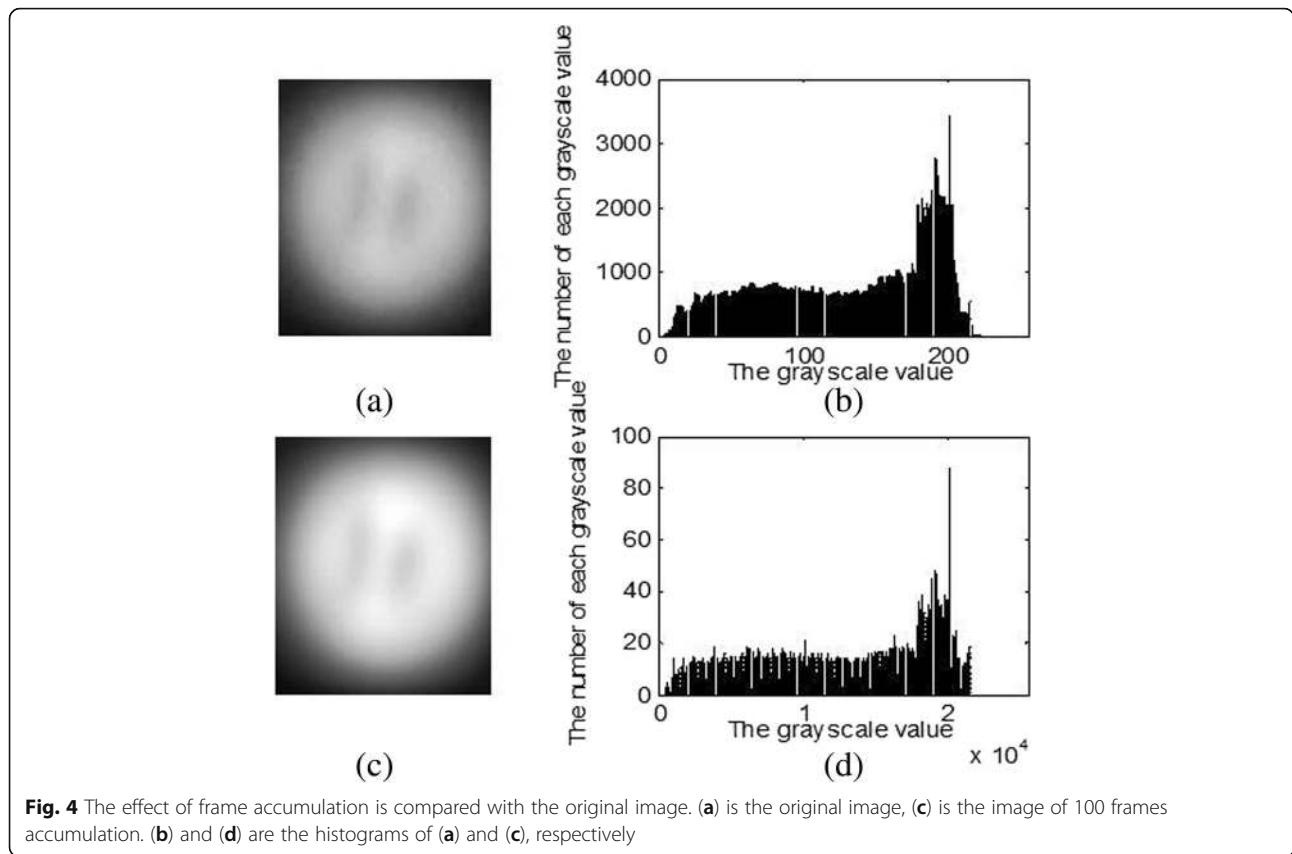 The number of each grayscale value
4000
3000
2000
1000
0
0 100 200
The grayscale value
(a)
(b)
The number of each grayscale value
100
80
60
40
20
0
0 1 2
The grayscale value
x 10^4
(c)
(d)
Fig. 4 The effect of frame accumulation is compared with the original image. (a) is the original image, (c) is the image of 100 frames
accumulation. (b) and (d) are the histograms of (a) and (c), respectively